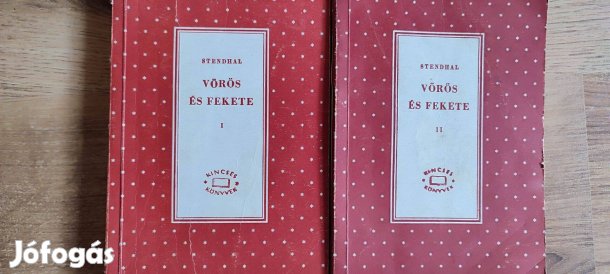 STENDHAL
VÖRÖS
ÉS FEKETE
I
KINCSES
KÖNYVEK
STENDHAL
VÖRÖS
ÉS FEKETE
II
KINCSES
KÖNYVEK
Jófogás